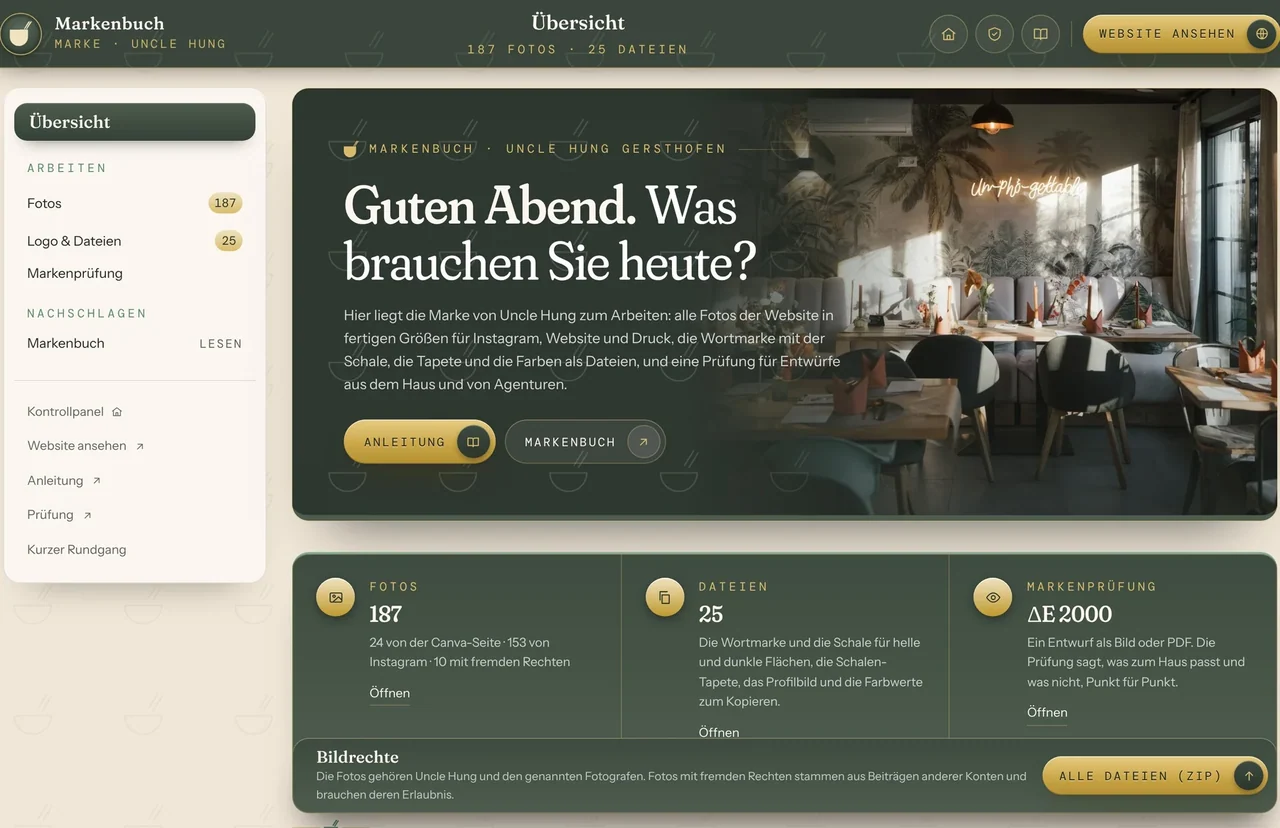 Markenbuch
MARKE · UNCLE HUNG
Übersicht
187 FOTOS · 25 DATEIEN
WEBSITE ANSEHEN
Übersicht
ARBEITEN
Fotos 187
Logo & Dateien 25
Markenprüfung
NACHSCHLAGEN
Markenbuch LESEN
Kontrollpanel
Website ansehen
Anleitung
Prüfung
Kurzer Rundgang
MARKENBUCH · UNCLE HUNG GERSTHOFEN
Guten Abend. Was
brauchen Sie heute?
Hier liegt die Marke von Uncle Hung zum Arbeiten: alle Fotos der Website in
fertigen Größen für Instagram, Website und Druck, die Wortmarke mit der
Schale, die Tapete und die Farben als Dateien, und eine Prüfung für Entwürfe
aus dem Haus und von Agenturen.
ANLEITUNG
MARKENBUCH
Um-phở-gettable
FOTOS
187
24 von der Canva-Seite · 153 von
Instagram · 10 mit fremden Rechten
Öffnen
DATEIEN
25
Die Wortmarke und die Schale für helle
und dunkle Flächen, die Schalen-
Tapete, das Profilbild und die Farbwerte
zum Kopieren.
Öffnen
MARKENPRÜFUNG
ΔE 2000
Ein Entwurf als Bild oder PDF. Die
Prüfung sagt, was zum Haus passt und
was nicht, Punkt für Punkt.
Öffnen
Bildrechte
Die Fotos gehören Uncle Hung und den genannten Fotografen. Fotos mit fremden Rechten stammen aus Beiträgen anderer Konten und
brauchen deren Erlaubnis.
ALLE DATEIEN (ZIP)